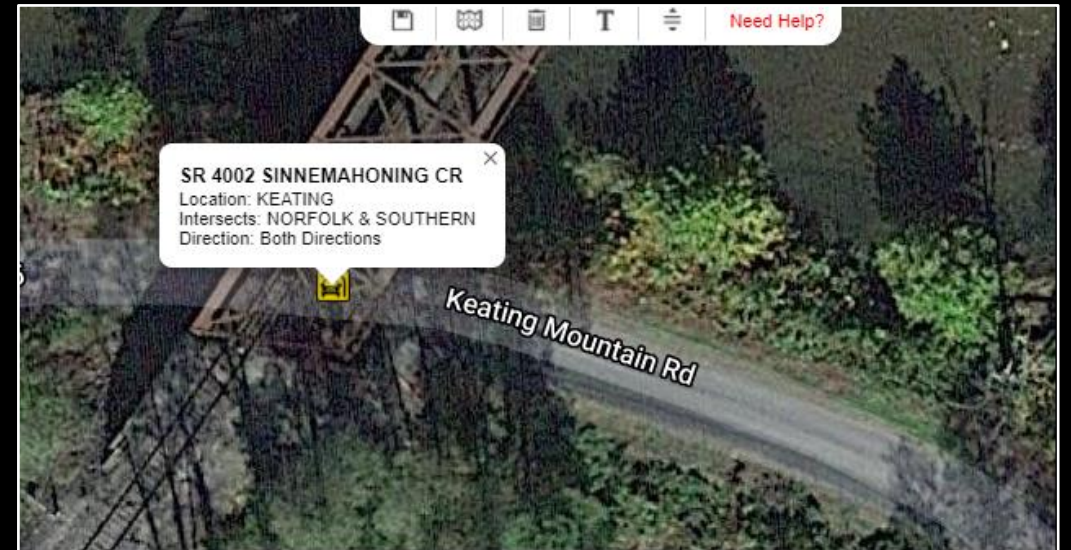 T
Need Help?
SR 4002 SINNEMAHONING CR
Location: KEATING
Intersects: NORFOLK & SOUTHERN
Direction: Both Directions
Keating Mountain Rd